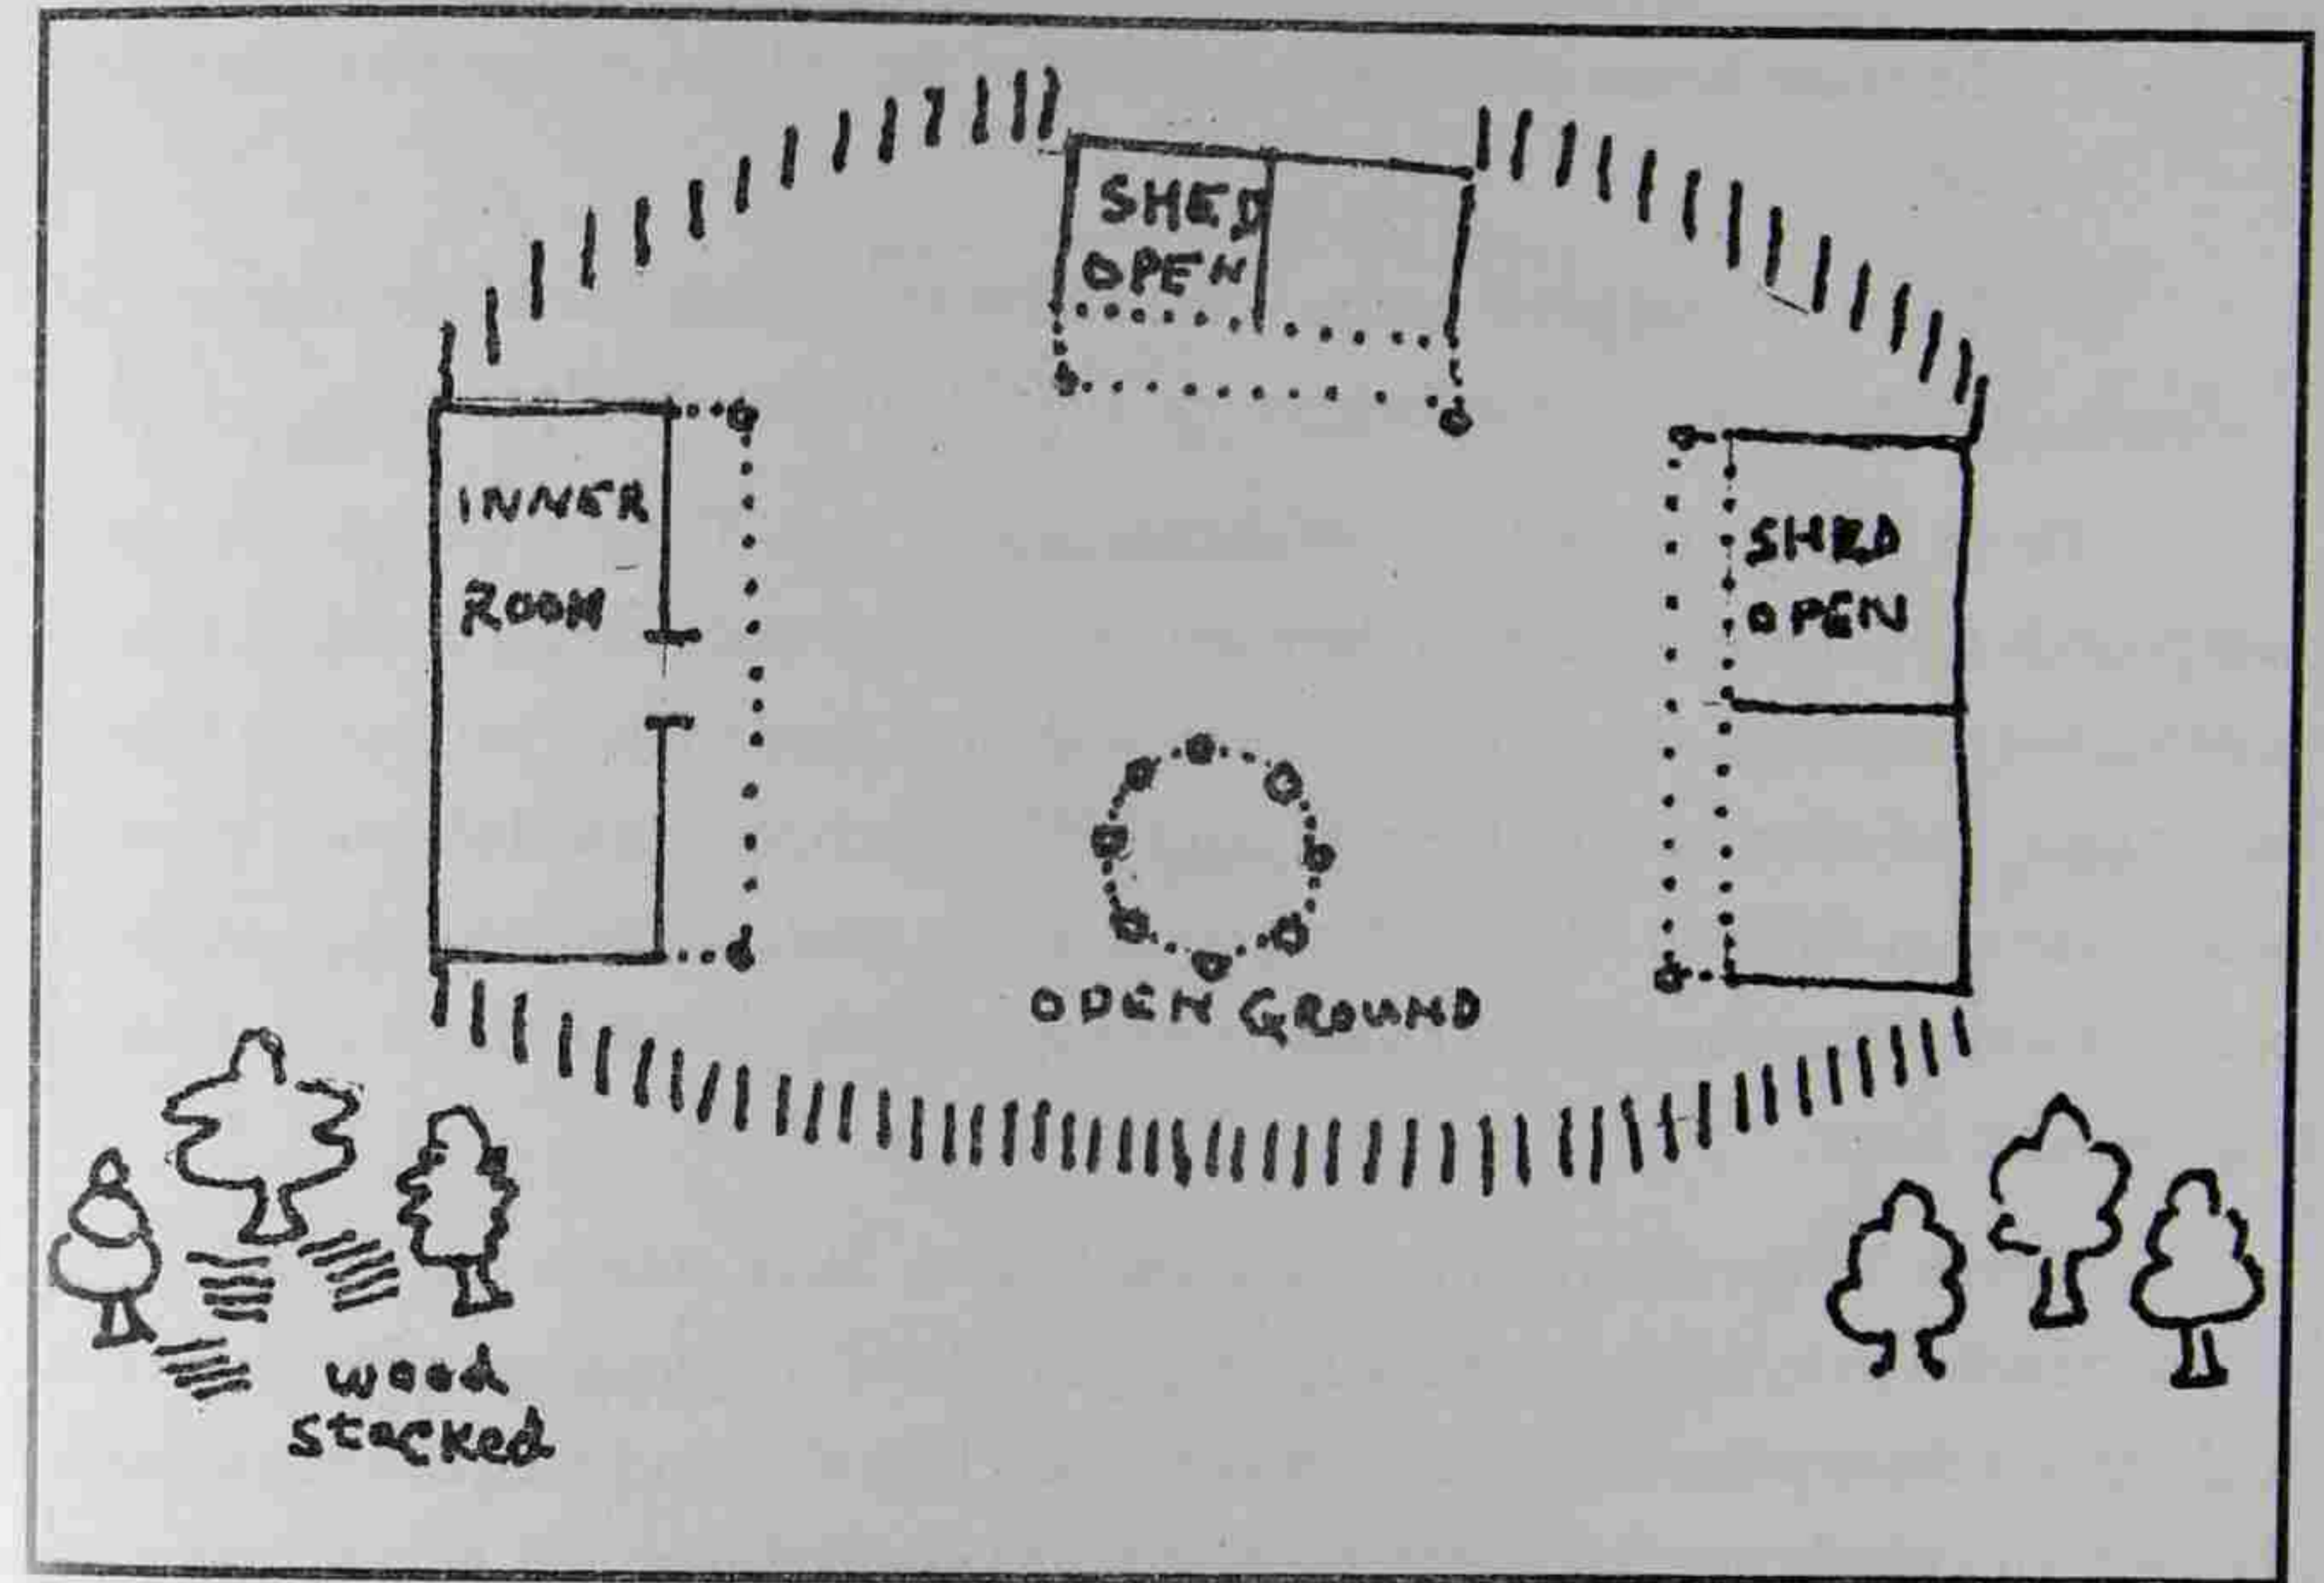 SHED
OPEN
INNER
ROOM
SHED
OPEN
OPEN GROUND
wood
stacked